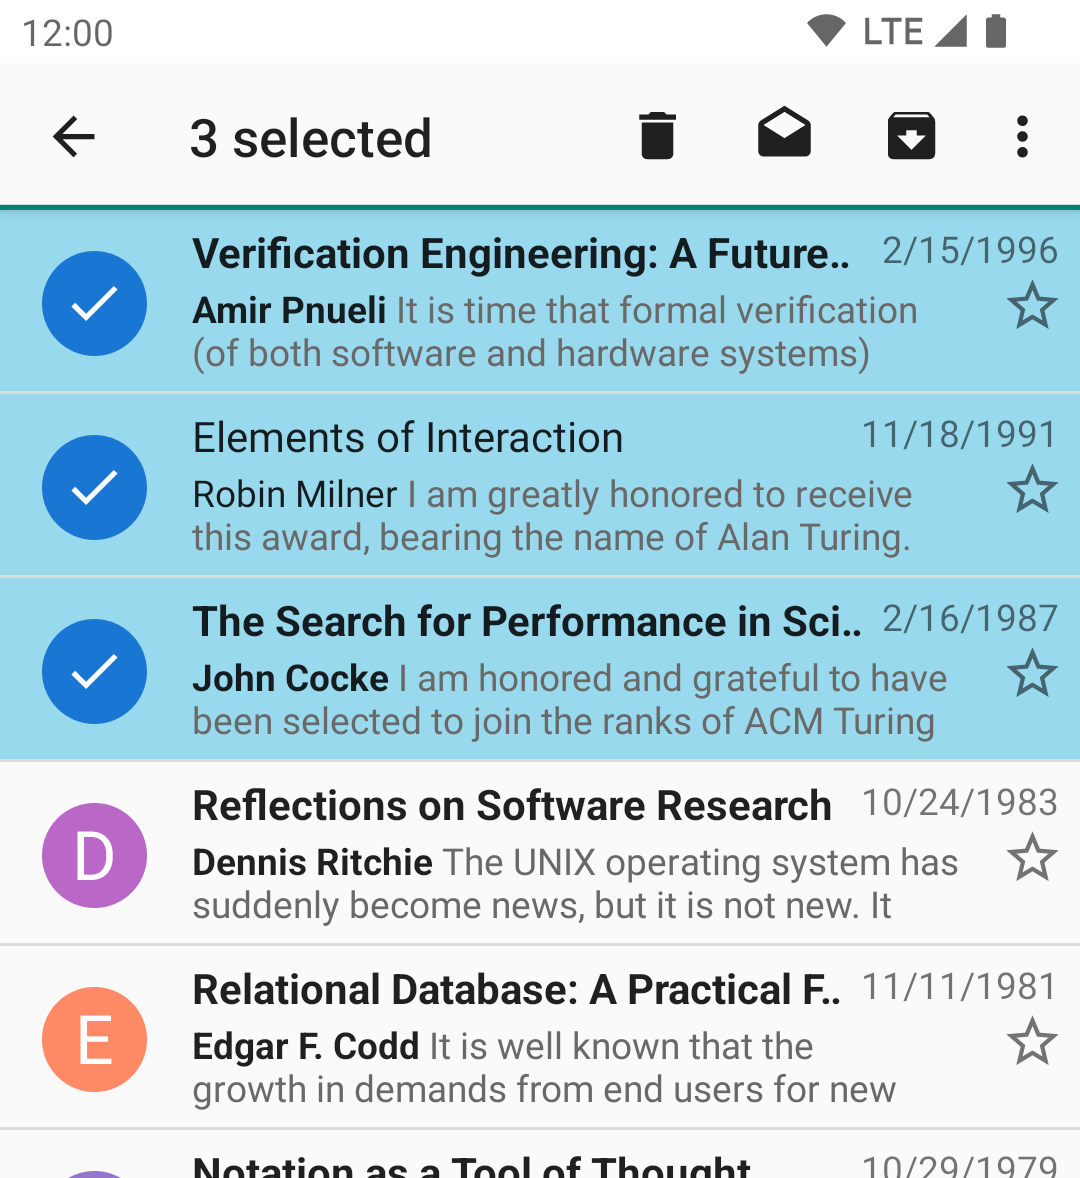 12:00 LTE
3 selected
Verification Engineering: A Future.. 2/15/1996
Amir Pnueli It is time that formal verification
(of both software and hardware systems)
Elements of Interaction 11/18/1991
Robin Milner I am greatly honored to receive
this award, bearing the name of Alan Turing.
The Search for Performance in Sci.. 2/16/1987
John Cocke I am honored and grateful to have
been selected to join the ranks of ACM Turing
D
Reflections on Software Research 10/24/1983
Dennis Ritchie The UNIX operating system has
suddenly become news, but it is not new. It
E
Relational Database: A Practical F.. 11/11/1981
Edgar F. Codd It is well known that the
growth in demands from end users for new
Notation as a Tool of Thought 10/29/1979